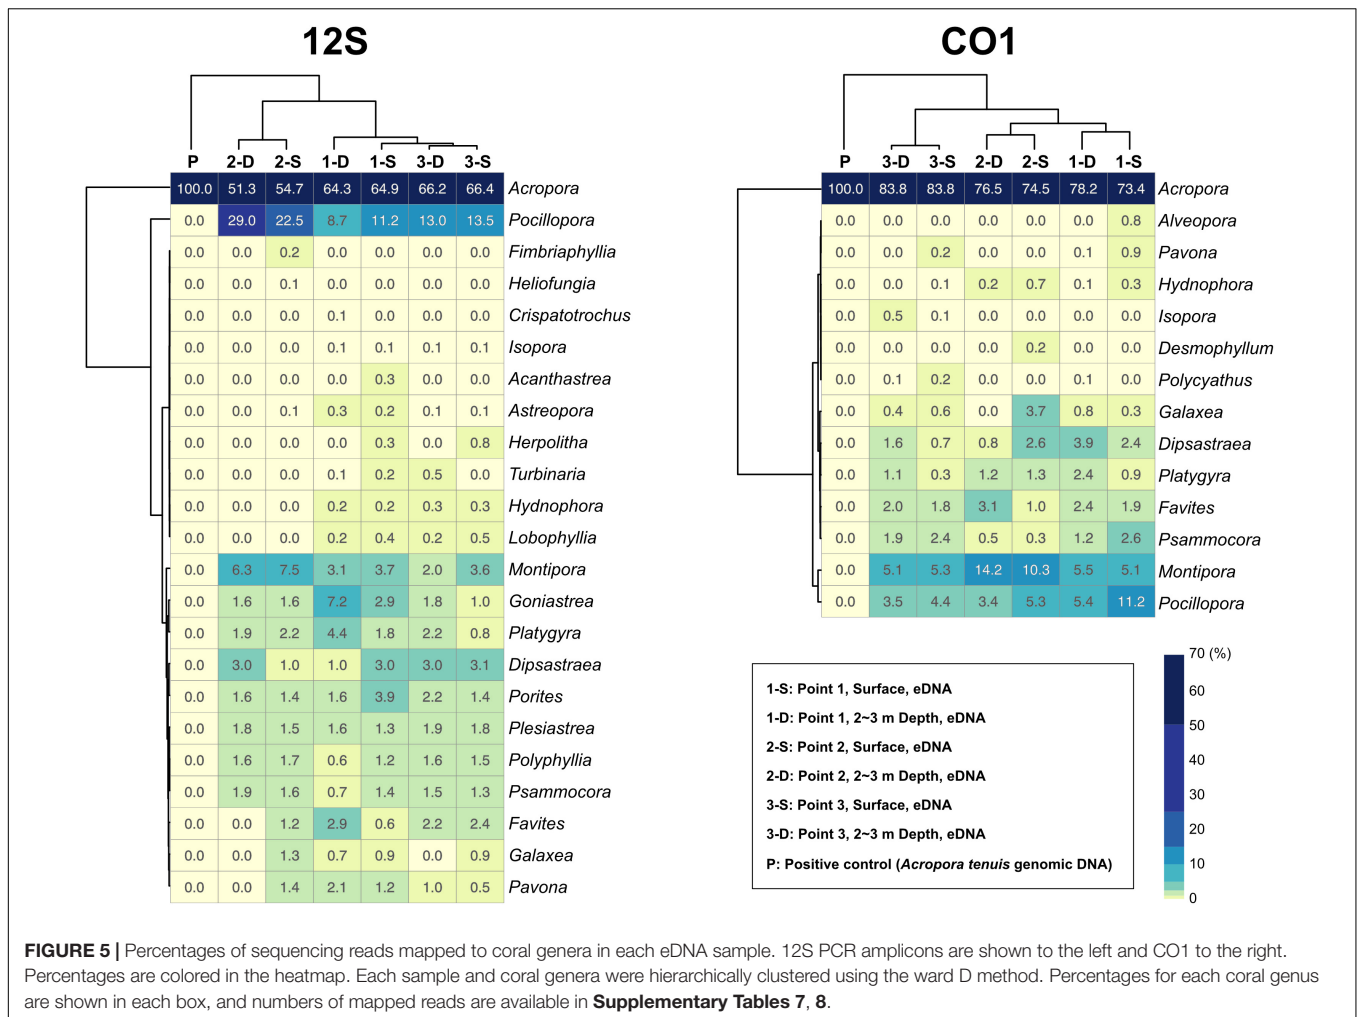 12S
P 2-D 2-S 1-D 1-S 3-D 3-S
100.0 51.3 54.7 64.3 64.9 66.2 66.4 Acropora
0.0 29.0 22.5 8.7 11.2 13.0 13.5 Pocillopora
0.0 0.0 0.2 0.0 0.0 0.0 0.0 Fimbriaphyllia
0.0 0.0 0.1 0.0 0.0 0.0 0.0 Heliofungia
0.0 0.0 0.0 0.1 0.0 0.0 0.0 Crispatotrochus
0.0 0.0 0.0 0.1 0.1 0.1 0.1 Isopora
0.0 0.0 0.0 0.0 0.3 0.0 0.0 Acanthastrea
0.0 0.0 0.1 0.3 0.2 0.1 0.1 Astreopora
0.0 0.0 0.0 0.0 0.3 0.0 0.8 Herpolitha
0.0 0.0 0.0 0.1 0.2 0.5 0.0 Turbinaria
0.0 0.0 0.0 0.2 0.2 0.3 0.3 Hydnophora
0.0 0.0 0.0 0.2 0.4 0.2 0.5 Lobophyllia
0.0 6.3 7.5 3.1 3.7 2.0 3.6 Montipora
0.0 1.6 1.6 7.2 2.9 1.8 1.0 Goniastrea
0.0 1.9 2.2 4.4 1.8 2.2 0.8 Platygyra
0.0 3.0 1.0 1.0 3.0 3.0 3.1 Dipsastraea
0.0 1.6 1.4 1.6 3.9 2.2 1.4 Porites
0.0 1.8 1.5 1.6 1.3 1.9 1.8 Plesiastrea
0.0 1.6 1.7 0.6 1.2 1.6 1.5 Polyphyllia
0.0 1.9 1.6 0.7 1.4 1.5 1.3 Psammocora
0.0 0.0 1.2 2.9 0.6 2.2 2.4 Favites
0.0 0.0 1.3 0.7 0.9 0.0 0.9 Galaxea
0.0 0.0 1.4 2.1 1.2 1.0 0.5 Pavona
CO1
P 3-D 3-S 2-D 2-S 1-D 1-S
100.0 83.8 83.8 76.5 74.5 78.2 73.4 Acropora
0.0 0.0 0.0 0.0 0.0 0.0 0.8 Alveopora
0.0 0.0 0.2 0.0 0.0 0.1 0.9 Pavona
0.0 0.0 0.1 0.2 0.7 0.1 0.3 Hydnophora
0.0 0.5 0.1 0.0 0.0 0.0 0.0 Isopora
0.0 0.0 0.0 0.0 0.2 0.0 0.0 Desmophyllum
0.0 0.1 0.2 0.0 0.0 0.1 0.0 Polycyathus
0.0 0.4 0.6 0.0 3.7 0.8 0.3 Galaxea
0.0 1.6 0.7 0.8 2.6 3.9 2.4 Dipsastraea
0.0 1.1 0.3 1.2 1.3 2.4 0.9 Platygyra
0.0 2.0 1.8 3.1 1.0 2.4 1.9 Favites
0.0 1.9 2.4 0.5 0.3 1.2 2.6 Psammocora
0.0 5.1 5.3 14.2 10.3 5.5 5.1 Montipora
0.0 3.5 4.4 3.4 5.3 5.4 11.2 Pocillopora
1-S: Point 1, Surface, eDNA
1-D: Point 1, 2~3 m Depth, eDNA
2-S: Point 2, Surface, eDNA
2-D: Point 2, 2~3 m Depth, eDNA
3-S: Point 3, Surface, eDNA
3-D: Point 3, 2~3 m Depth, eDNA
P: Positive control (Acropora tenuis genomic DNA)
70 (%)
60
50
40
30
20
10
0
FIGURE 5 | Percentages of sequencing reads mapped to coral genera in each eDNA sample. 12S PCR amplicons are shown to the left and CO1 to the right.
Percentages are colored in the heatmap. Each sample and coral genera were hierarchically clustered using the ward D method. Percentages for each coral genus
are shown in each box, and numbers of mapped reads are available in Supplementary Tables 7, 8.